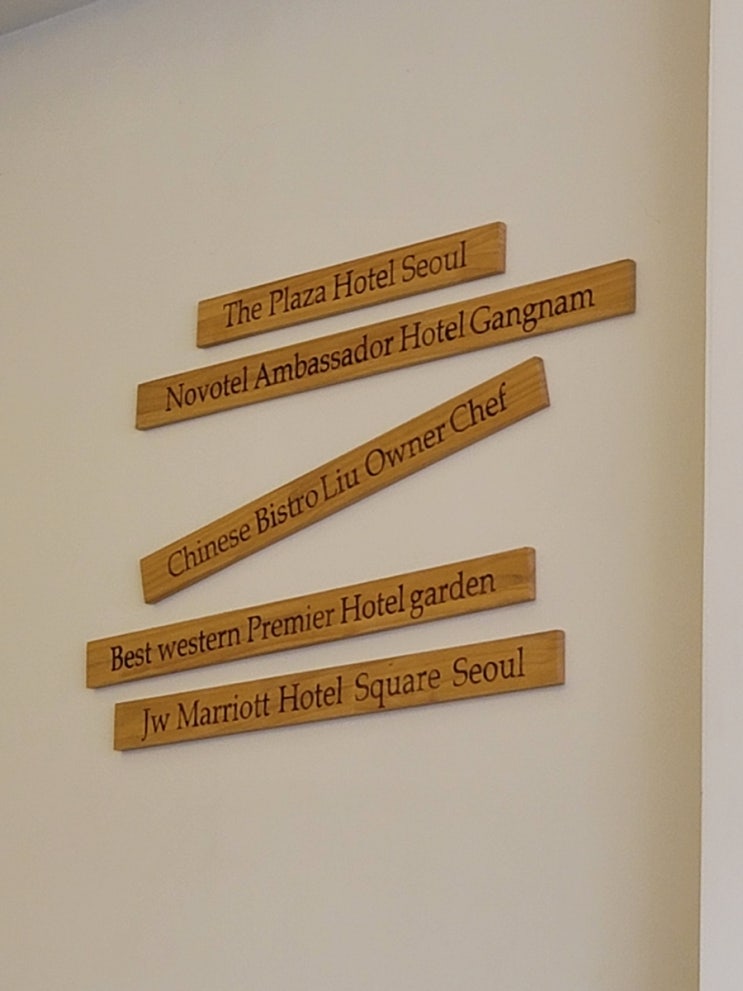 The Plaza Hotel Seoul
Novotel Ambassador Hotel Gangnam
Chinese Bistro Liu Owner Chef
Best western Premier Hotel garden
Jw Marriott Hotel Square Seoul